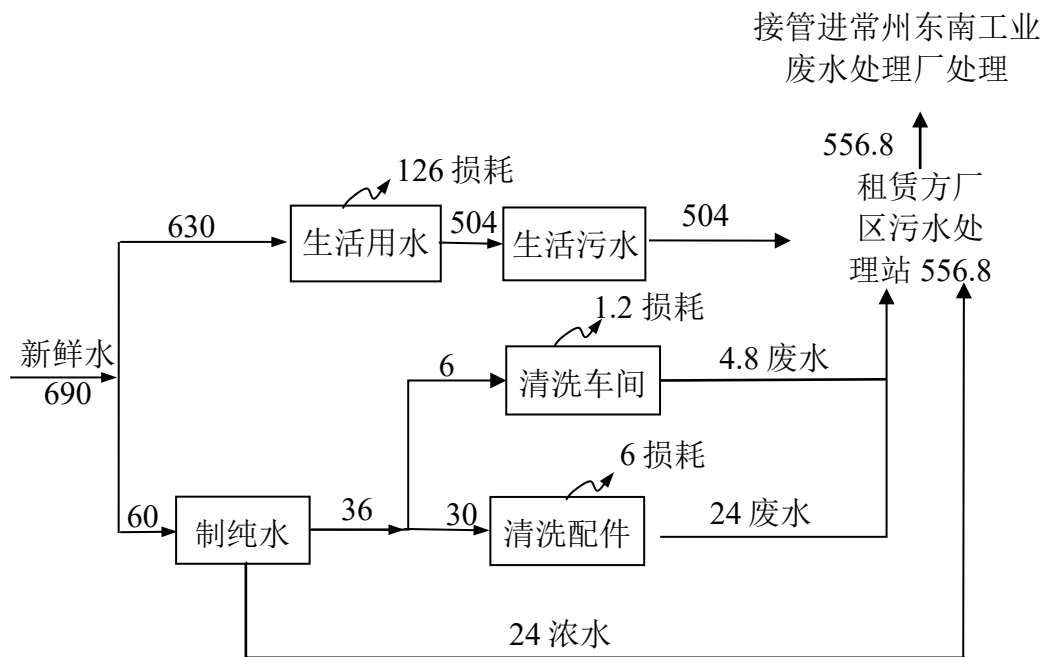 接管进常州东南工业
废水处理厂处理
556.8
租赁方厂
区污水处
理站 556.8
126 损耗
630
生活用水
504
生活污水
504
1.2 损耗
新鲜水
690
6
清洗车间
4.8 废水
6 损耗
60
制纯水
36
30
清洗配件
24 废水
24 浓水